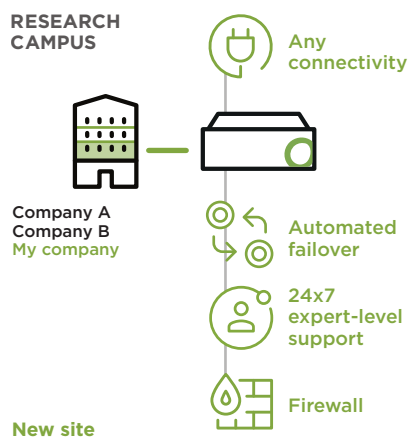 RESEARCH
CAMPUS
Any
connectivity
Company A
Company B
My company
Automated
failover
24x7
expert-level
support
Firewall
New site